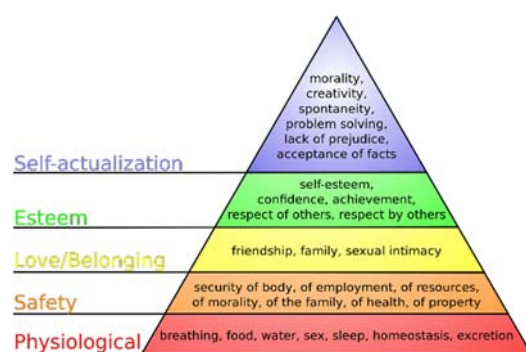 morality,
creativity,
spontaneity,
problem solving,
lack of prejudice,
acceptance of facts
Self-actualization
self-esteem,
confidence, achievement,
respect of others, respect by others
Esteem
friendship, family, sexual intimacy
Love/Belonging
security of body, of employment, of resources,
of morality, of the family, of health, of property
Safety
breathing, food, water, sex, sleep, homeostasis, excretion
Physiological